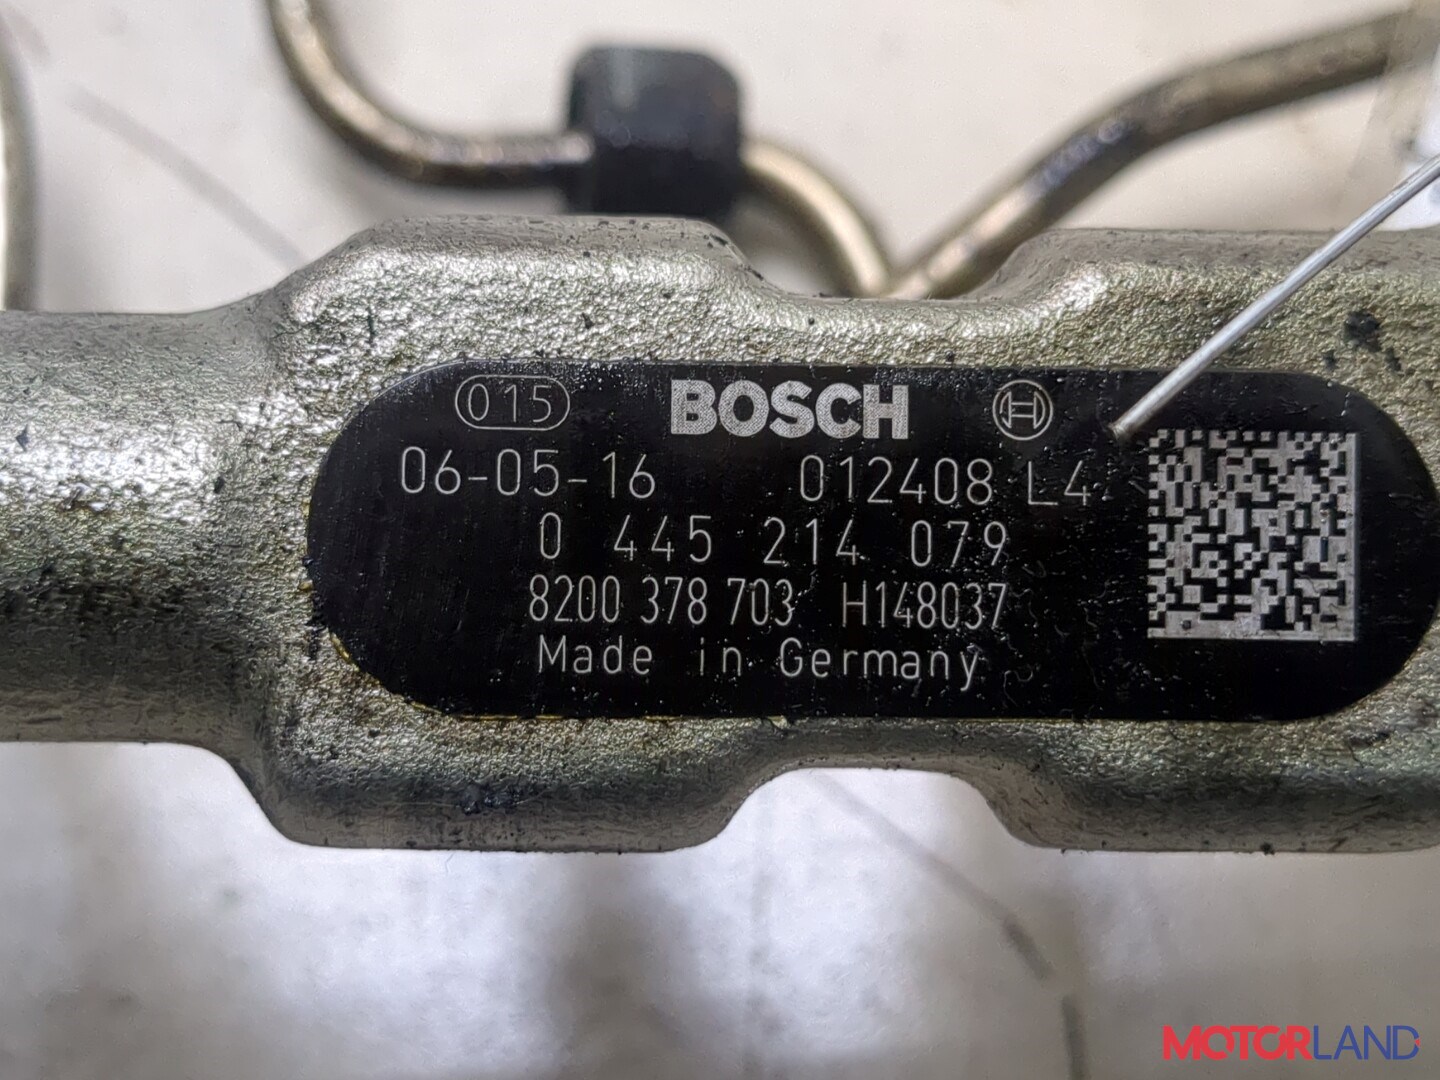 015 BOSCH H
06-05-16 012408 L4
0 445 214 079
8200 378 703 H148037
Made in Germany
MOTORLAND